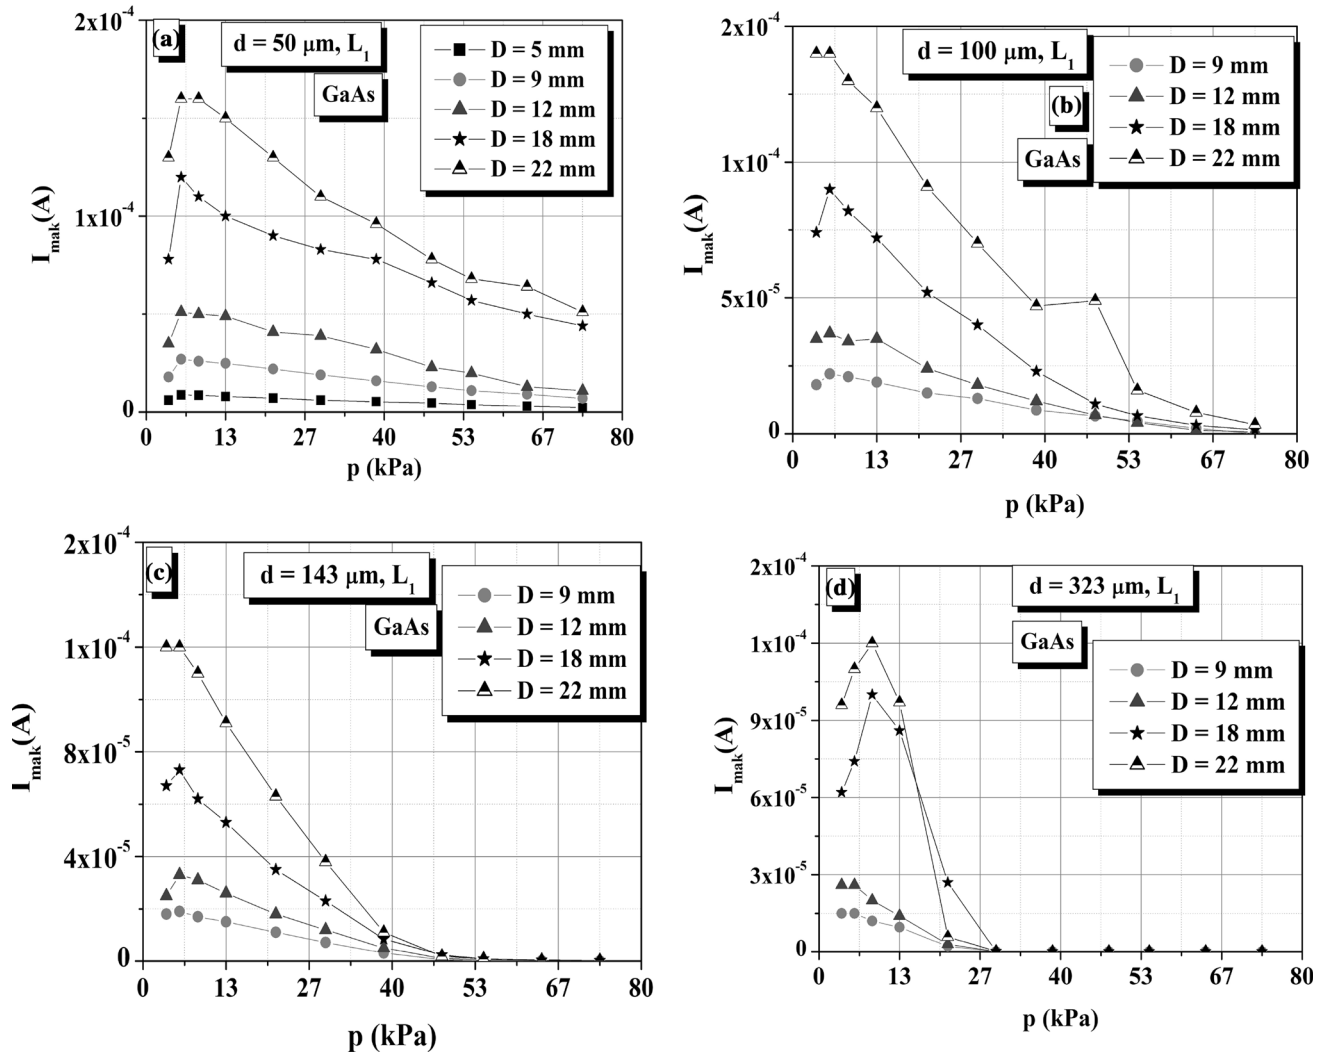 (a)
d = 50 μm, L1
GaAs
D = 5 mm
D = 9 mm
D = 12 mm
D = 18 mm
D = 22 mm
2x10-4
1x10-4
0
Imak(A)
0 13 27 40 53 67 80
p (kPa)
(b)
d = 100 μm, L1
GaAs
D = 9 mm
D = 12 mm
D = 18 mm
D = 22 mm
2x10-4
1x10-4
5x10-5
0
Imak(A)
0 13 27 40 53 67 80
p (kPa)
(c)
d = 143 μm, L1
GaAs
D = 9 mm
D = 12 mm
D = 18 mm
D = 22 mm
2x10-4
1x10-4
8x10-5
4x10-5
0
Imak(A)
0 13 27 40 53 67 80
p (kPa)
(d)
d = 323 μm, L1
GaAs
D = 9 mm
D = 12 mm
D = 18 mm
D = 22 mm
2x10-4
1x10-4
9x10-5
6x10-5
3x10-5
0
Imak(A)
0 13 27 40 53 67 80
p (kPa)